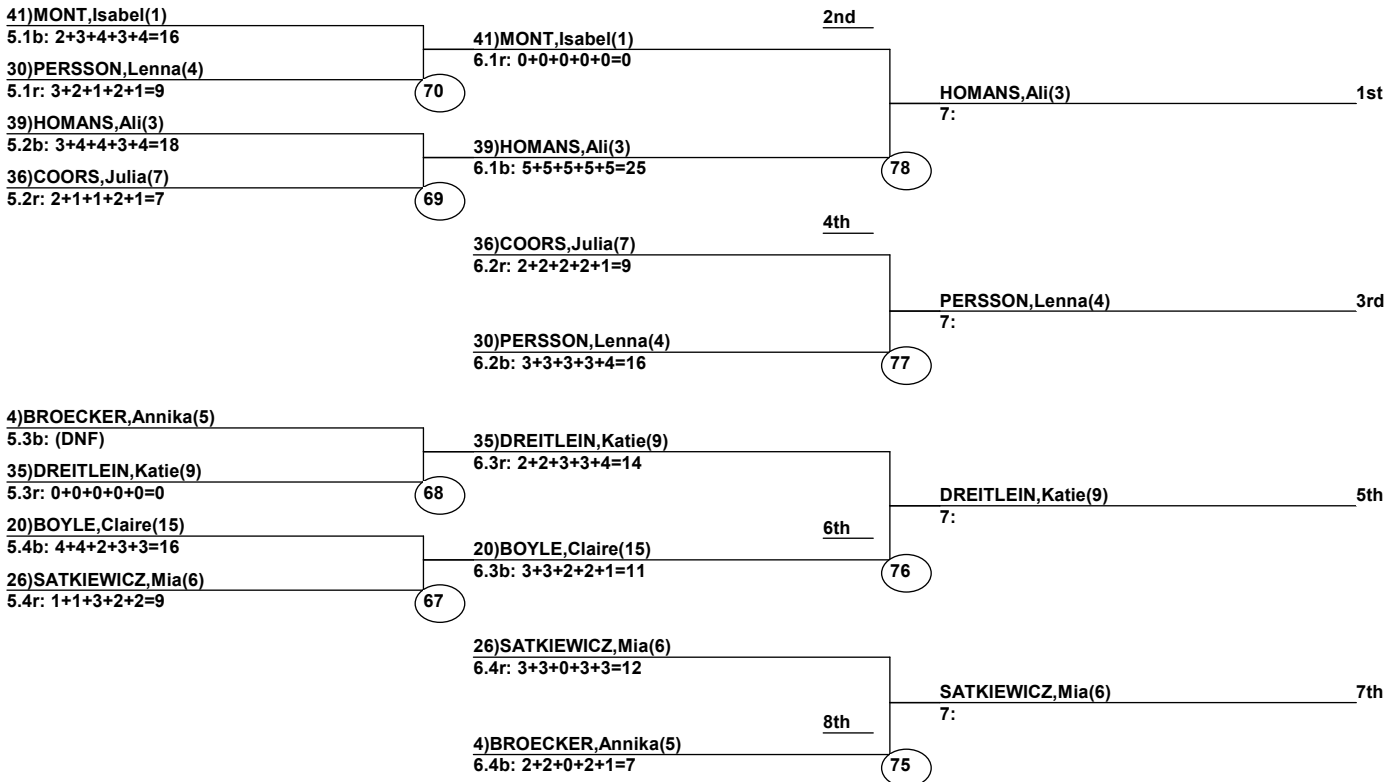 41)MONT,Isabel(1)
5.1b: 2+3+4+3+4=16
30)PERSSON,Lenna(4)
5.1r: 3+2+1+2+1=9
70
39)HOMANS,Ali(3)
5.2b: 3+4+4+3+4=18
36)COORS,Julia(7)
5.2r: 2+1+1+2+1=7
69
41)MONT,Isabel(1)
6.1r: 0+0+0+0+0=0
39)HOMANS,Ali(3)
6.1b: 5+5+5+5+5=25
78
2nd
HOMANS,Ali(3)
7:
1st
36)COORS,Julia(7)
6.2r: 2+2+2+2+1=9
30)PERSSON,Lenna(4)
6.2b: 3+3+3+3+4=16
77
4th
PERSSON,Lenna(4)
7:
3rd
4)BROECKER,Annika(5)
5.3b: (DNF)
35)DREITLEIN,Katie(9)
5.3r: 0+0+0+0+0=0
68
20)BOYLE,Claire(15)
5.4b: 4+4+2+3+3=16
26)SATKIEWICZ,Mia(6)
5.4r: 1+1+3+2+2=9
67
35)DREITLEIN,Katie(9)
6.3r: 2+2+3+3+4=14
20)BOYLE,Claire(15)
6.3b: 3+3+2+2+1=11
76
6th
DREITLEIN,Katie(9)
7:
5th
26)SATKIEWICZ,Mia(6)
6.4r: 3+3+0+3+3=12
4)BROECKER,Annika(5)
6.4b: 2+2+0+2+1=7
75
8th
SATKIEWICZ,Mia(6)
7:
7th